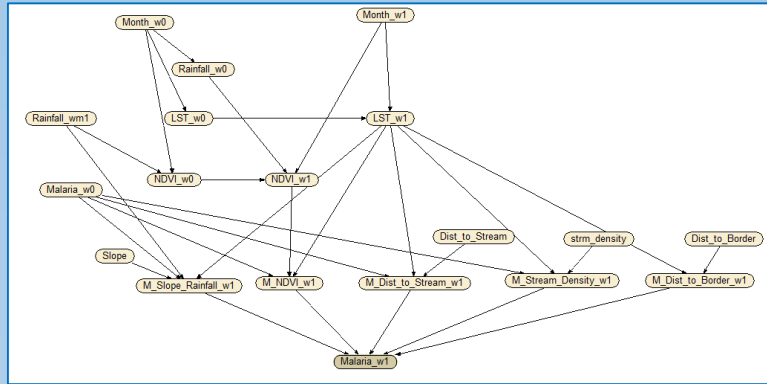 Month_w0
Month_w1
Rainfall_w0
Rainfall_wm1
LST_w0
LST_w1
NDVI_w0
NDVI_w1
Malaria_w0
Dist_to_Stream
strm_density
Dist_to_Border
Slope
M_Slope_Rainfall_w1
M_NDVI_w1
M_Dist_to_Stream_w1
M_Stream_Density_w1
M_Dist_to_Border_w1
Malaria_w1